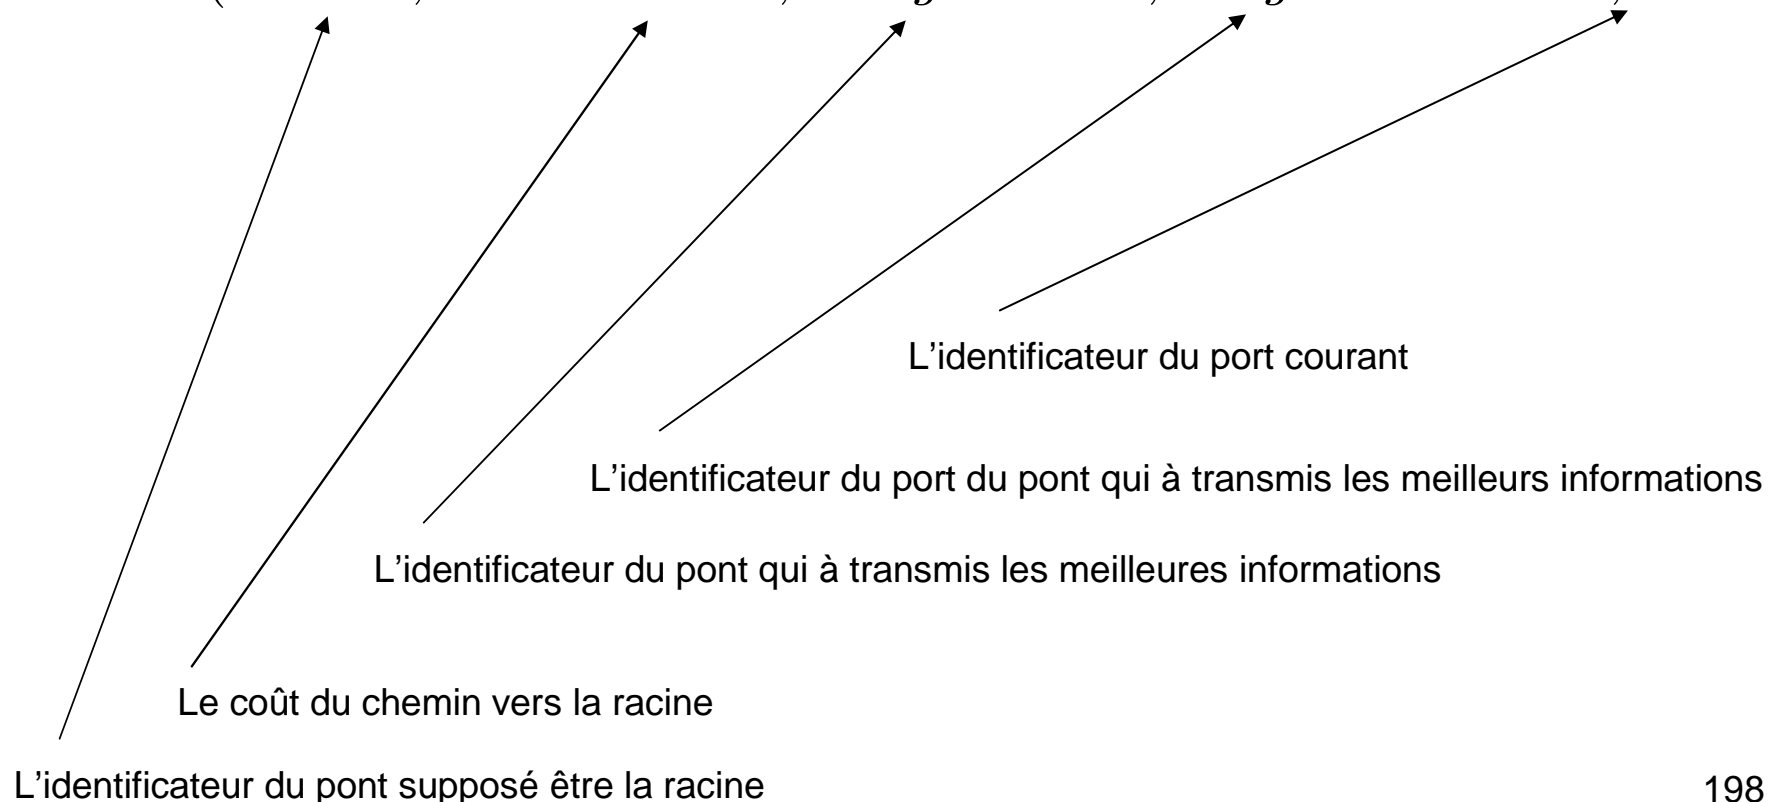 L’identificateur du port courant
L’identificateur du port du pont qui à transmis les meilleurs informations
L’identificateur du pont qui à transmis les meilleures informations
Le coût du chemin vers la racine
L’identificateur du pont supposé être la racine
198